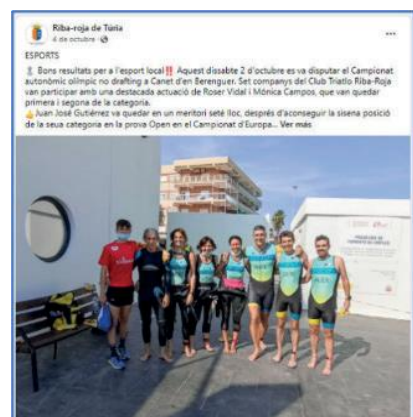 Riba-roja de Túria
4 de octubre ·
ESPORTS
Bons resultats per a l'esport local‼️ Aquest dissabte 2 d'octubre es va disputar el Campionat
autonòmic olímpic no drafting a Canet d'en Berenguer. Set companys del Club Triatló Riba-Roja
van participar amb una destacada actuació de Roser Vidal i Mónica Campos, que van quedar
primera i segona de la categoria.
👍Juan José Gutiérrez va quedar en un meritori seté lloc, després d'aconseguir la sisena posició
de la seua categoria en la prova Open en el Campionat d'Europa... Ver más